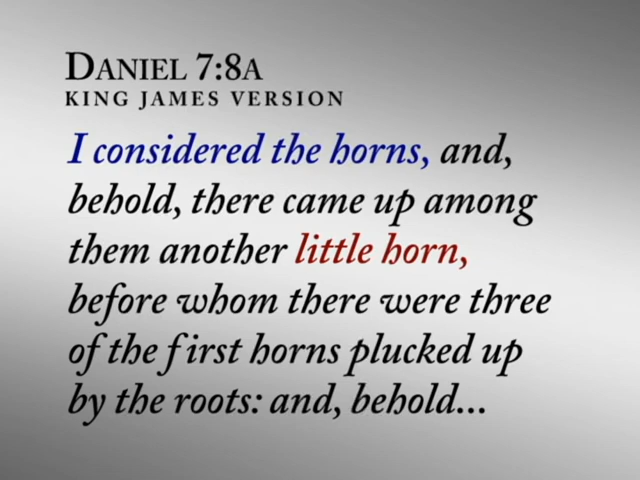 DANIEL 7:8A
KING JAMES VERSION
I considered the horns, and,
behold, there came up among
them another little horn,
before whom there were three
of the first horns plucked up
by the roots: and, behold...